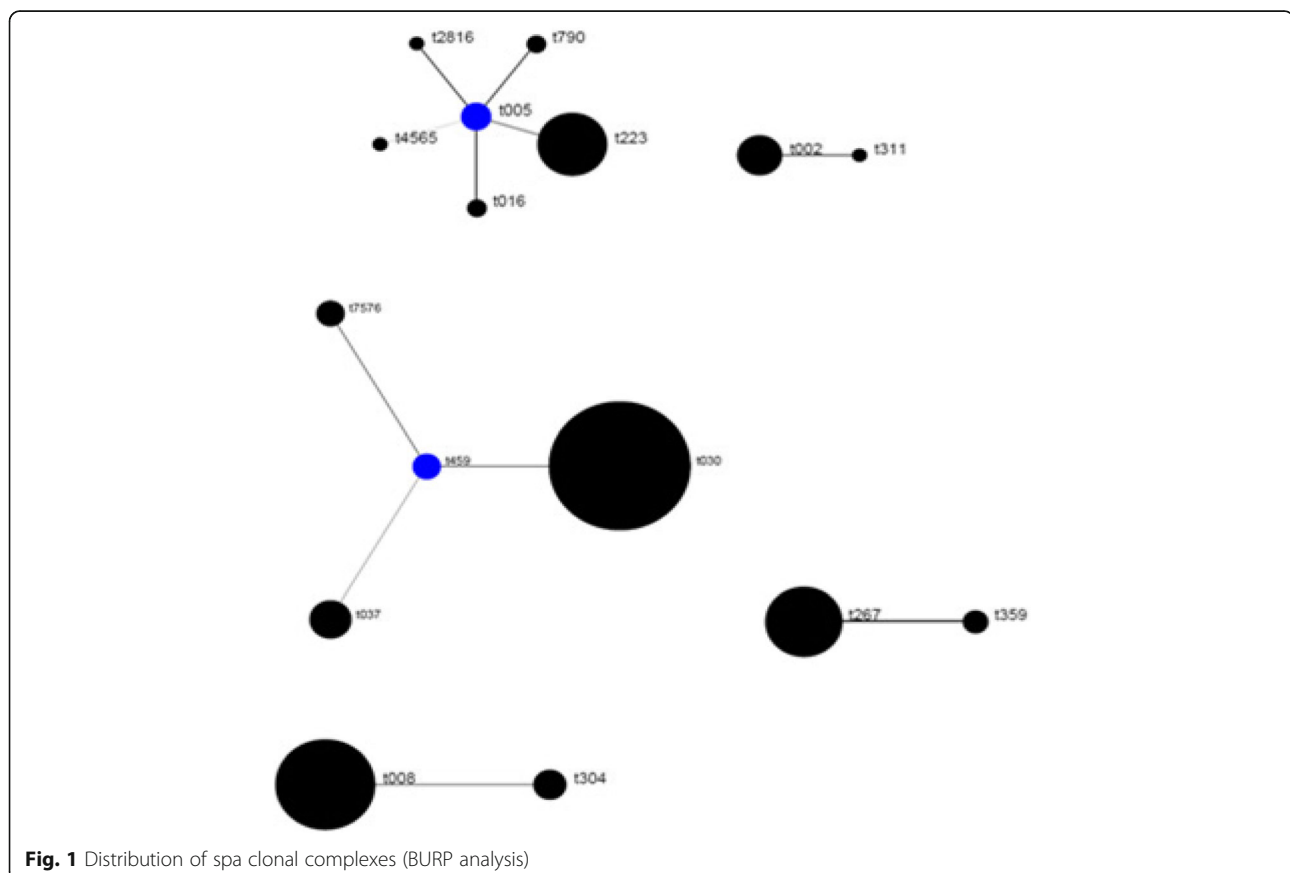 t2816
t790
t005
t4565
t223
t016
t002
t311
t7576
t459
t030
t037
t267
t359
t008
t304
Fig. 1 Distribution of spa clonal complexes (BURP analysis)